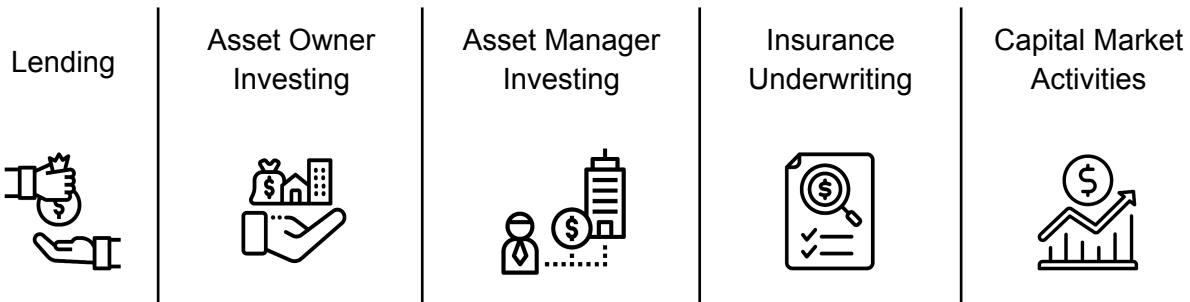 Lending
Asset Owner
Investing
Asset Manager
Investing
Insurance
Underwriting
Capital Market
Activities
$
$
$
$
$